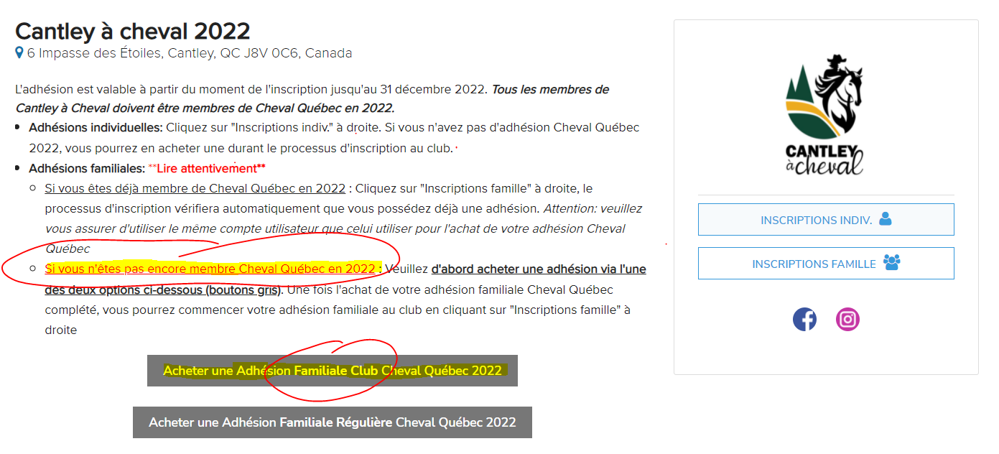 Cantley à cheval 2022
6 Impasse des Étoiles, Cantley, QC J8V 0C6, Canada
L'adhésion est valable à partir du moment de l'inscription jusqu'au 31 décembre 2022. Tous les membres de
Cantley à Cheval doivent être membres de Cheval Québec en 2022.
Adhésions individuelles: Cliquez sur "Inscriptions indiv." à droite. Si vous n'avez pas d'adhésion Cheval Québec
2022, vous pourrez en acheter une durant le processus d'inscription au club.
Adhésions familiales: **Lire attentivement**
Si vous êtes déjà membre de Cheval Québec en 2022 : Cliquez sur "Inscriptions famille" à droite, le
processus d'inscription vérifiera automatiquement que vous possédez déjà une adhésion. Attention: veuillez
vous assurer d'utiliser le même compte utilisateur que celui utiliser pour l'achat de votre adhésion Cheval
Québec
Si vous n'êtes pas encore membre Cheval Québec en 2022 : Veuillez d'abord acheter une adhésion via l'une
des deux options ci-dessous (boutons gris). Une fois l'achat de votre adhésion familiale Cheval Québec
complété, vous pourrez commencer votre adhésion familiale au club en cliquant sur "Inscriptions famille" à
droite
Acheter une Adhésion Familiale Club Cheval Québec 2022
Acheter une Adhésion Familiale Régulière Cheval Québec 2022
CANTLEY
à cheval
INSCRIPTIONS INDIV.
INSCRIPTIONS FAMILLE